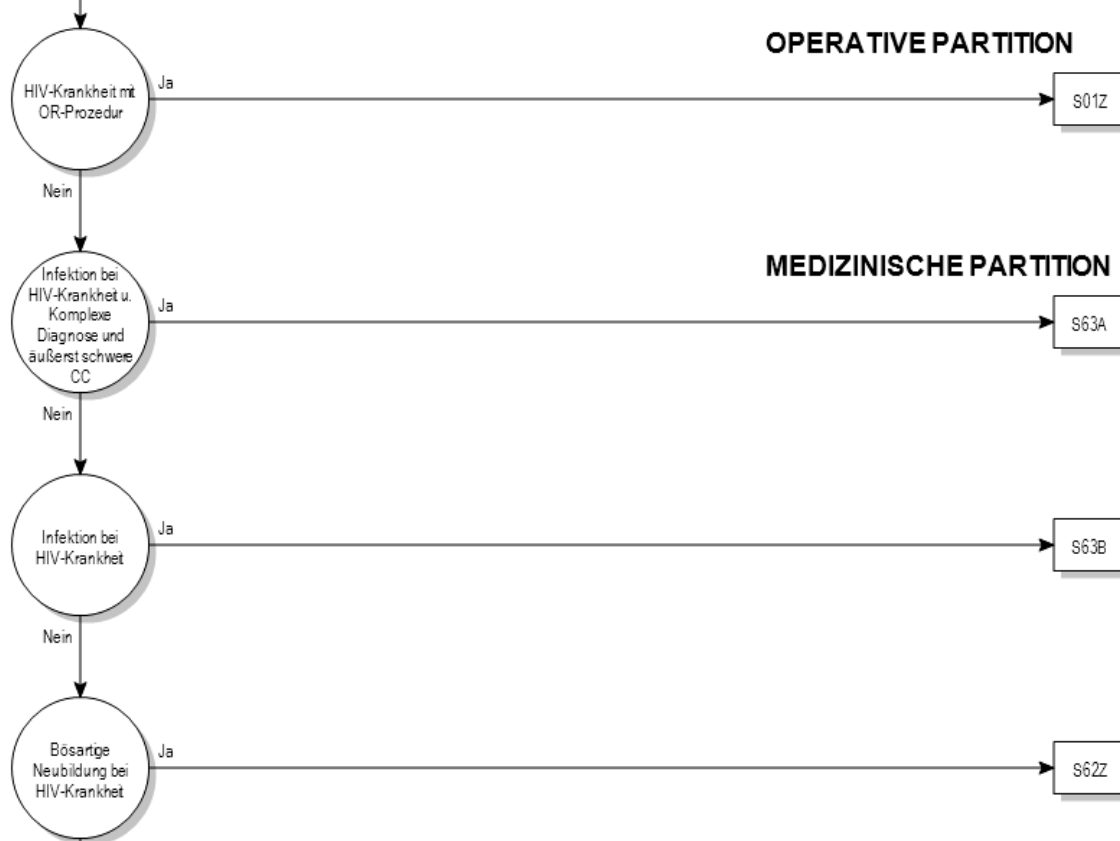 OPERATIVE PARTITION
HIV-Krankheit mit
OR-Prozedur
Ja
S01Z
Nein
MEDIZINISCHE PARTITION
Infektion bei
HIV-Krankheit u.
Komplexe
Diagnose und
äußerst schwere
CC
Ja
S63A
Nein
Infektion bei
HIV-Krankheit
Ja
S63B
Nein
Bösartige
Neubildung bei
HIV-Krankheit
Ja
S62Z